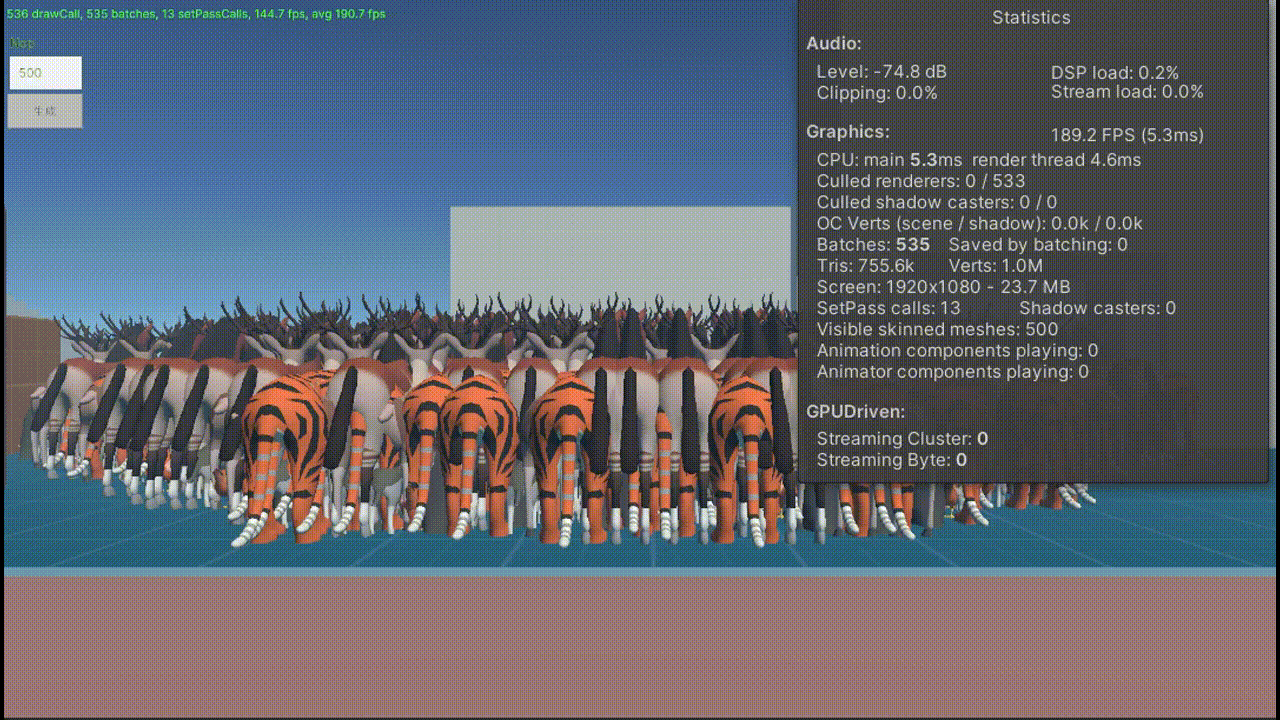 536 drawCall, 535 batches, 13 setPassCalls, 144.7 fps, avg 190.7 fps
500
生成
Statistics
Audio:
Level: -74.8 dB DSP load: 0.2%
Clipping: 0.0% Stream load: 0.0%
Graphics: 189.2 FPS (5.3ms)
CPU: main 5.3ms render thread 4.6ms
Culled renderers: 0 / 533
Culled shadow casters: 0 / 0
OC Verts (scene / shadow): 0.0k / 0.0k
Batches: 535 Saved by batching: 0
Tris: 755.6k Verts: 1.0M
Screen: 1920x1080 - 23.7 MB
SetPass calls: 13 Shadow casters: 0
Visible skinned meshes: 500
Animation components playing: 0
Animator components playing: 0
GPUDriven:
Streaming Cluster: 0
Streaming Byte: 0